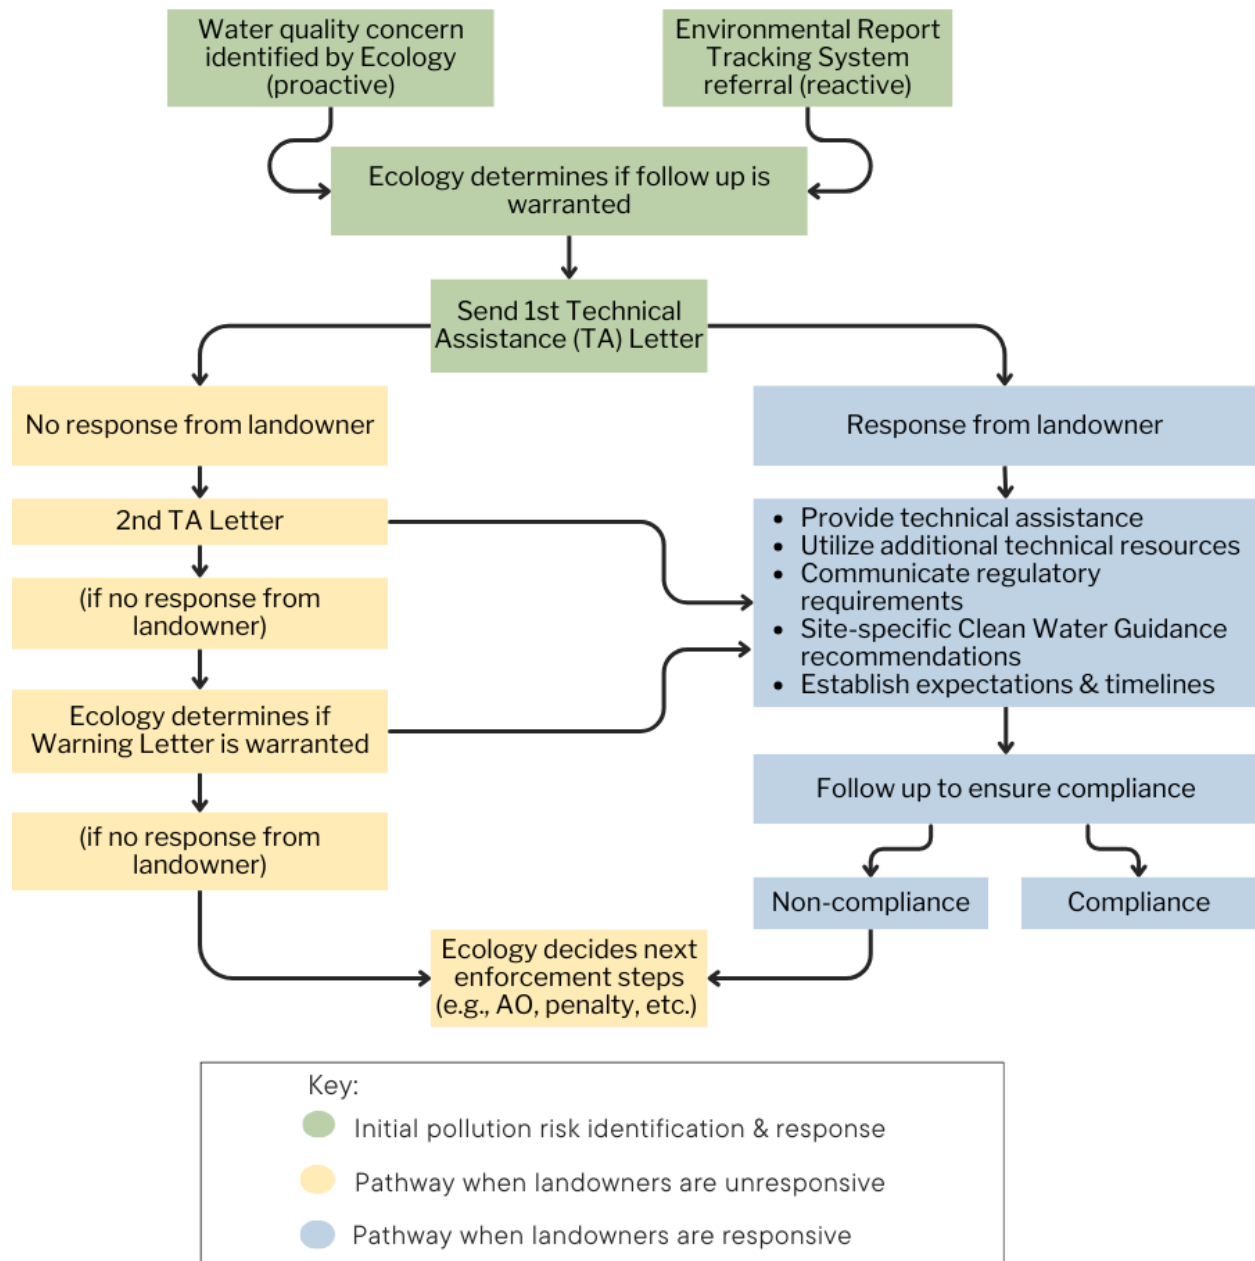 Water quality concern
identified by Ecology
(proactive)
Environmental Report
Tracking System
referral (reactive)
Ecology determines if follow up is
warranted
Send 1st Technical
Assistance (TA) Letter
No response from landowner
Response from landowner
2nd TA Letter
(if no response from
landowner)
Ecology determines if
Warning Letter is warranted
(if no response from
landowner)
• Provide technical assistance
• Utilize additional technical resources
• Communicate regulatory
requirements
• Site-specific Clean Water Guidance
recommendations
• Establish expectations & timelines
Follow up to ensure compliance
Non-compliance
Compliance
Ecology decides next
enforcement steps
(e.g., AO, penalty, etc.)
Key:
Initial pollution risk identification & response
Pathway when landowners are unresponsive
Pathway when landowners are responsive